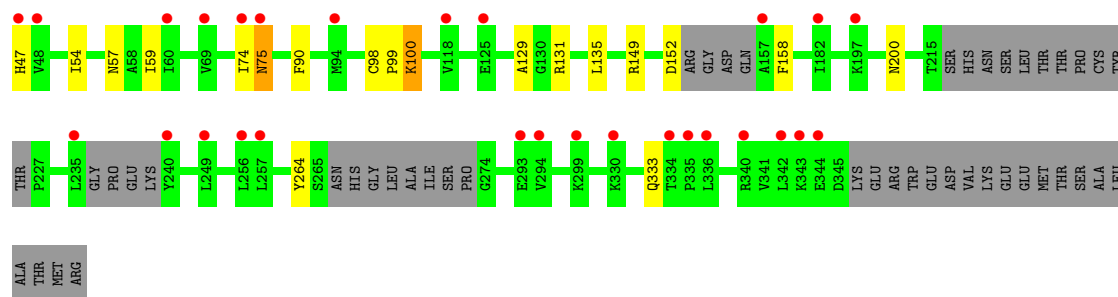 H47 V48 I54 N57 A58 I59 I60 V69 I74 N75 F90 M94 C98 P99 K100 V118 E125 A129 G130 R131 L135 R149 D152 ARG GLY ASP GLN A157 F158 I182 K197 N200 T215 SER HIS ASN SER LEU THR THR PRO CYS TYR
THR P227 L235 GLY PRO GLU LYS Y240 L249 L256 L257 Y264 S265 ASN HIS GLY LEU ALA ILE SER PRO G274 E293 V294 K299 K330 Q333 T334 P335 L336 R340 V341 L342 K343 E344 D345 LYS GLU ARG TRP GLU ASP VAL LYS GLU GLU MET THR SER ALA LEU
ALA THR MET ARG